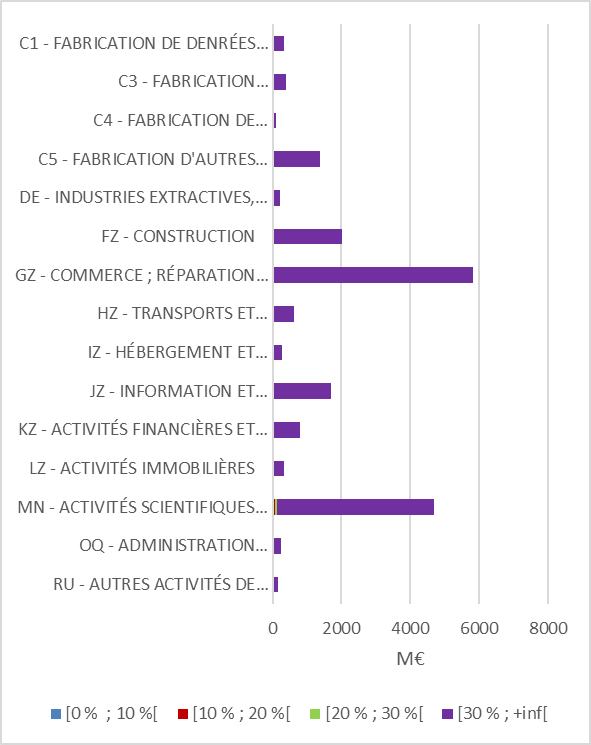 C1 - FABRICATION DE DENRÉES...
C3 - FABRICATION...
C4 - FABRICATION DE...
C5 - FABRICATION D'AUTRES...
DE - INDUSTRIES EXTRACTIVES,...
FZ - CONSTRUCTION
GZ - COMMERCE ; RÉPARATION...
HZ - TRANSPORTS ET...
IZ - HÉBERGEMENT ET...
JZ - INFORMATION ET...
KZ - ACTIVITÉS FINANCIÈRES ET...
LZ - ACTIVITÉS IMMOBILIÈRES
MN - ACTIVITÉS SCIENTIFIQUES...
OQ - ADMINISTRATION...
RU - AUTRES ACTIVITÉS DE...
0 2000 4000 6000 8000
M€
[0 % ; 10 %[ [10 % ; 20 %[ [20 % ; 30 %[ [30 % ; +inf[